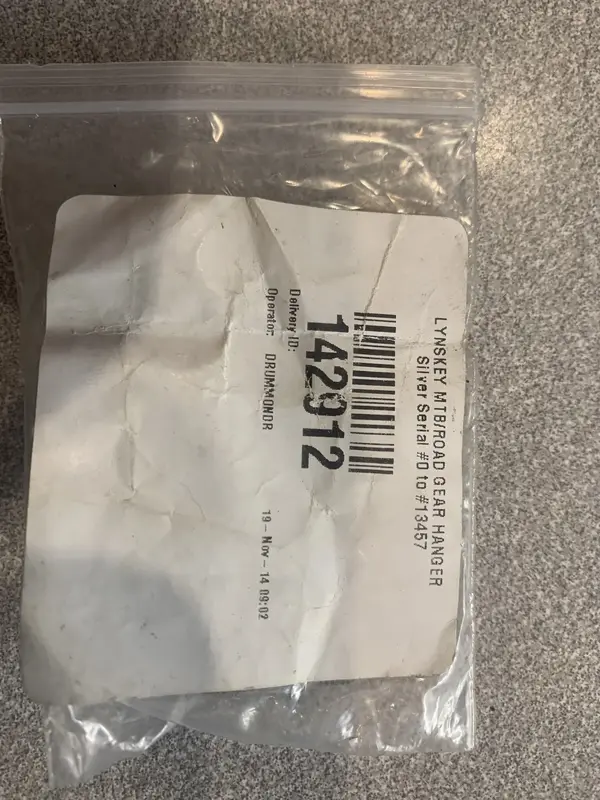 LYNSKEY MTB/ROAD GEAR HANGER
Silver Serial #0 to #13457
142912
Delivery ID:
Operator: DRUMMONDR 19-Nov-14 09:02